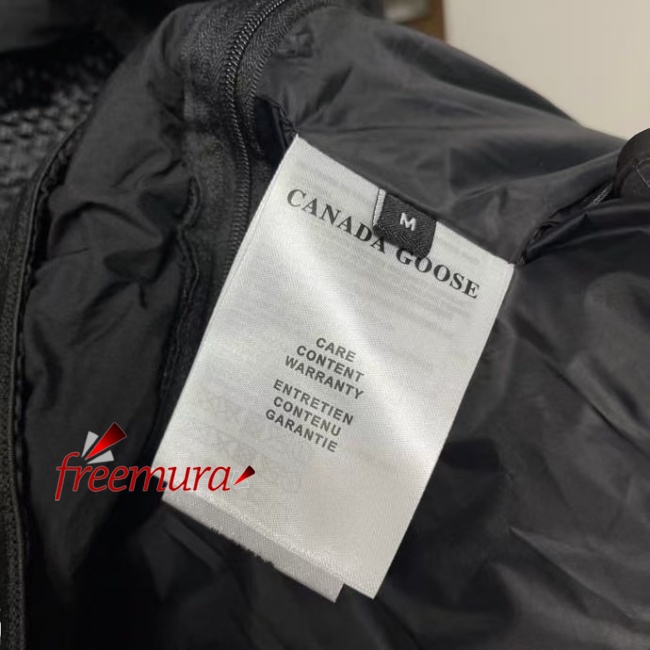 M
CANADA GOOSE
CARE
CONTENT
WARRANTY
ENTRETIEN
CONTENU
GARANTIE
freemura